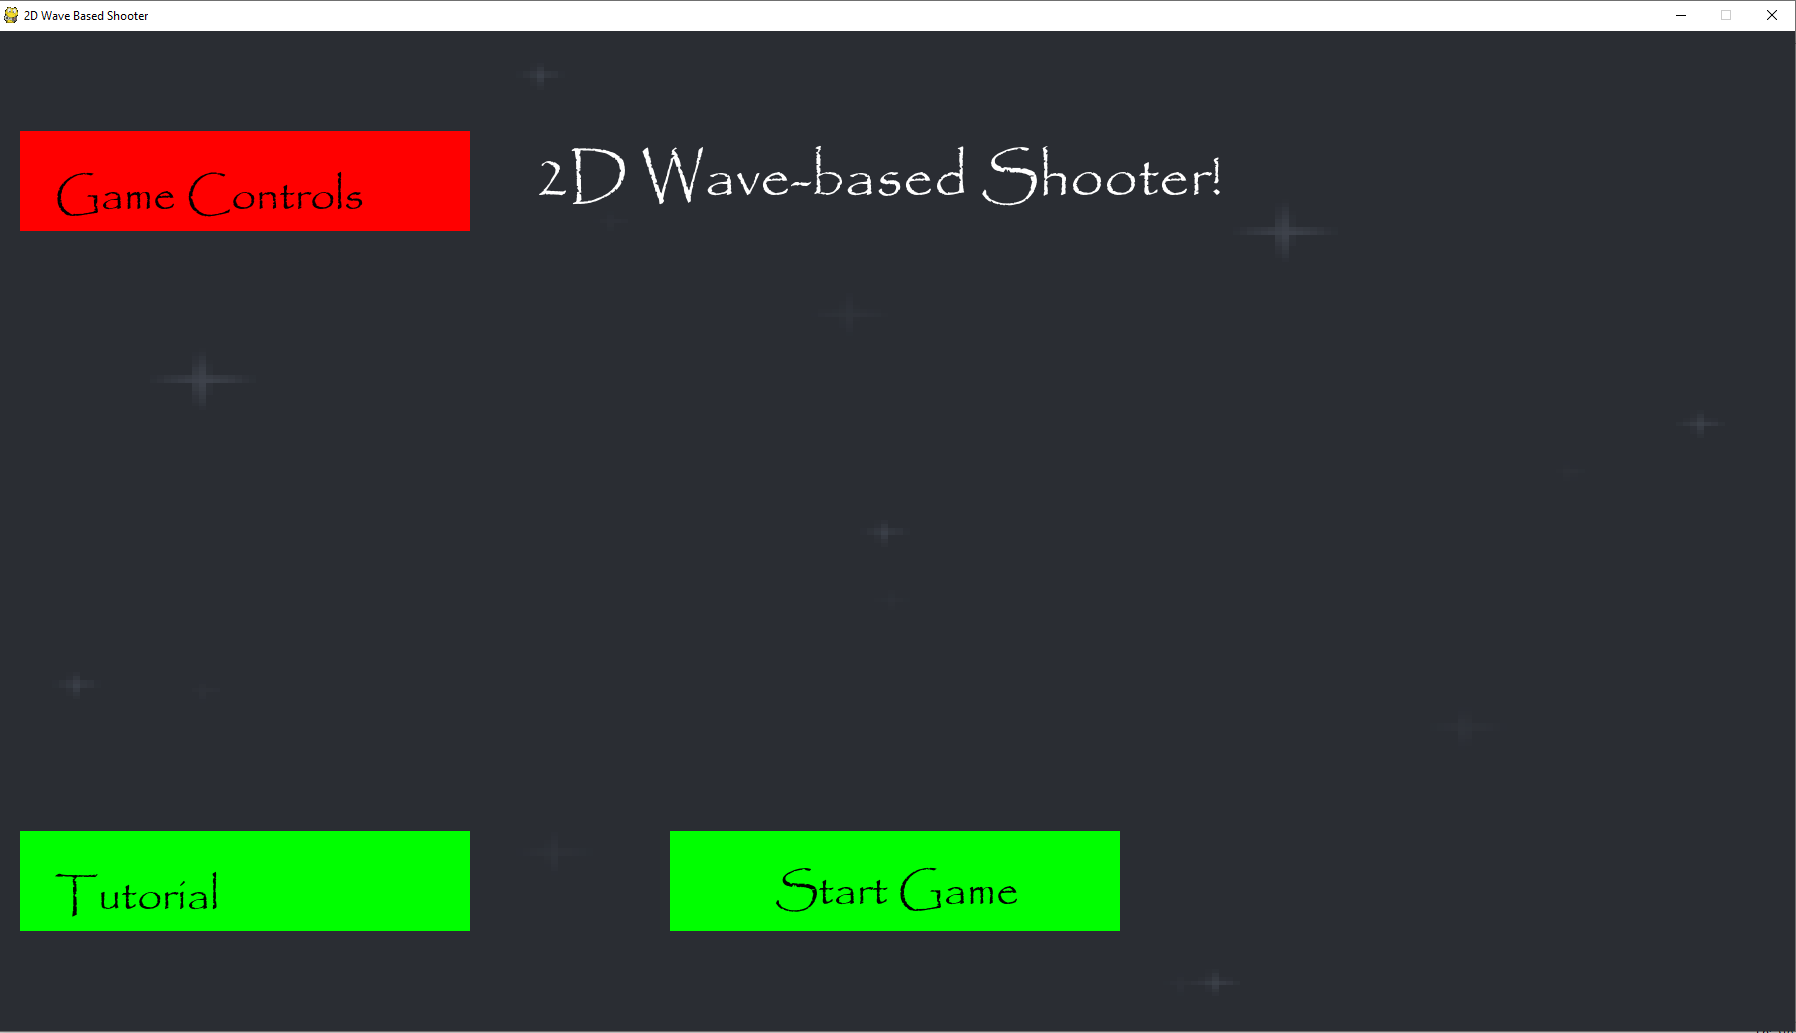 2D Wave Based Shooter
Game Controls
2D Wave-based Shooter!
Tutorial
Start Game